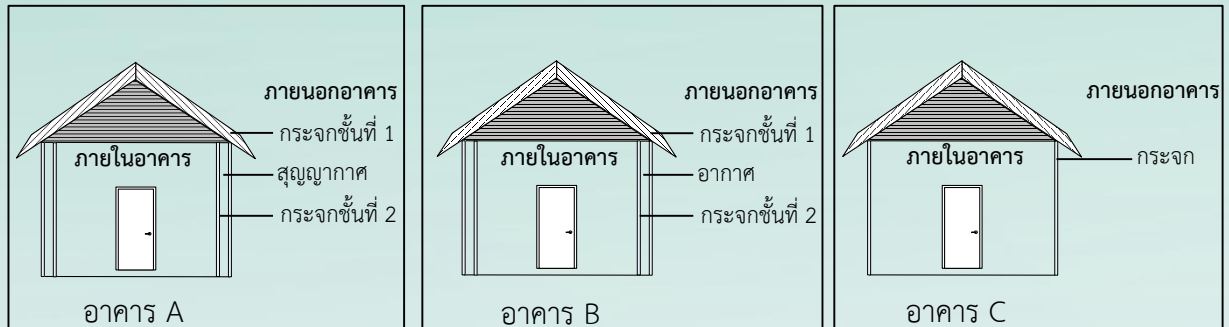 ภายนอกอาคาร
กระจกชั้นที่ 1
ภายในอาคาร
สุญญากาศ
กระจกชั้นที่ 2
อาคาร A
ภายนอกอาคาร
กระจกชั้นที่ 1
ภายในอาคาร
อากาศ
กระจกชั้นที่ 2
อาคาร B
ภายนอกอาคาร
ภายในอาคาร
กระจก
อาคาร C